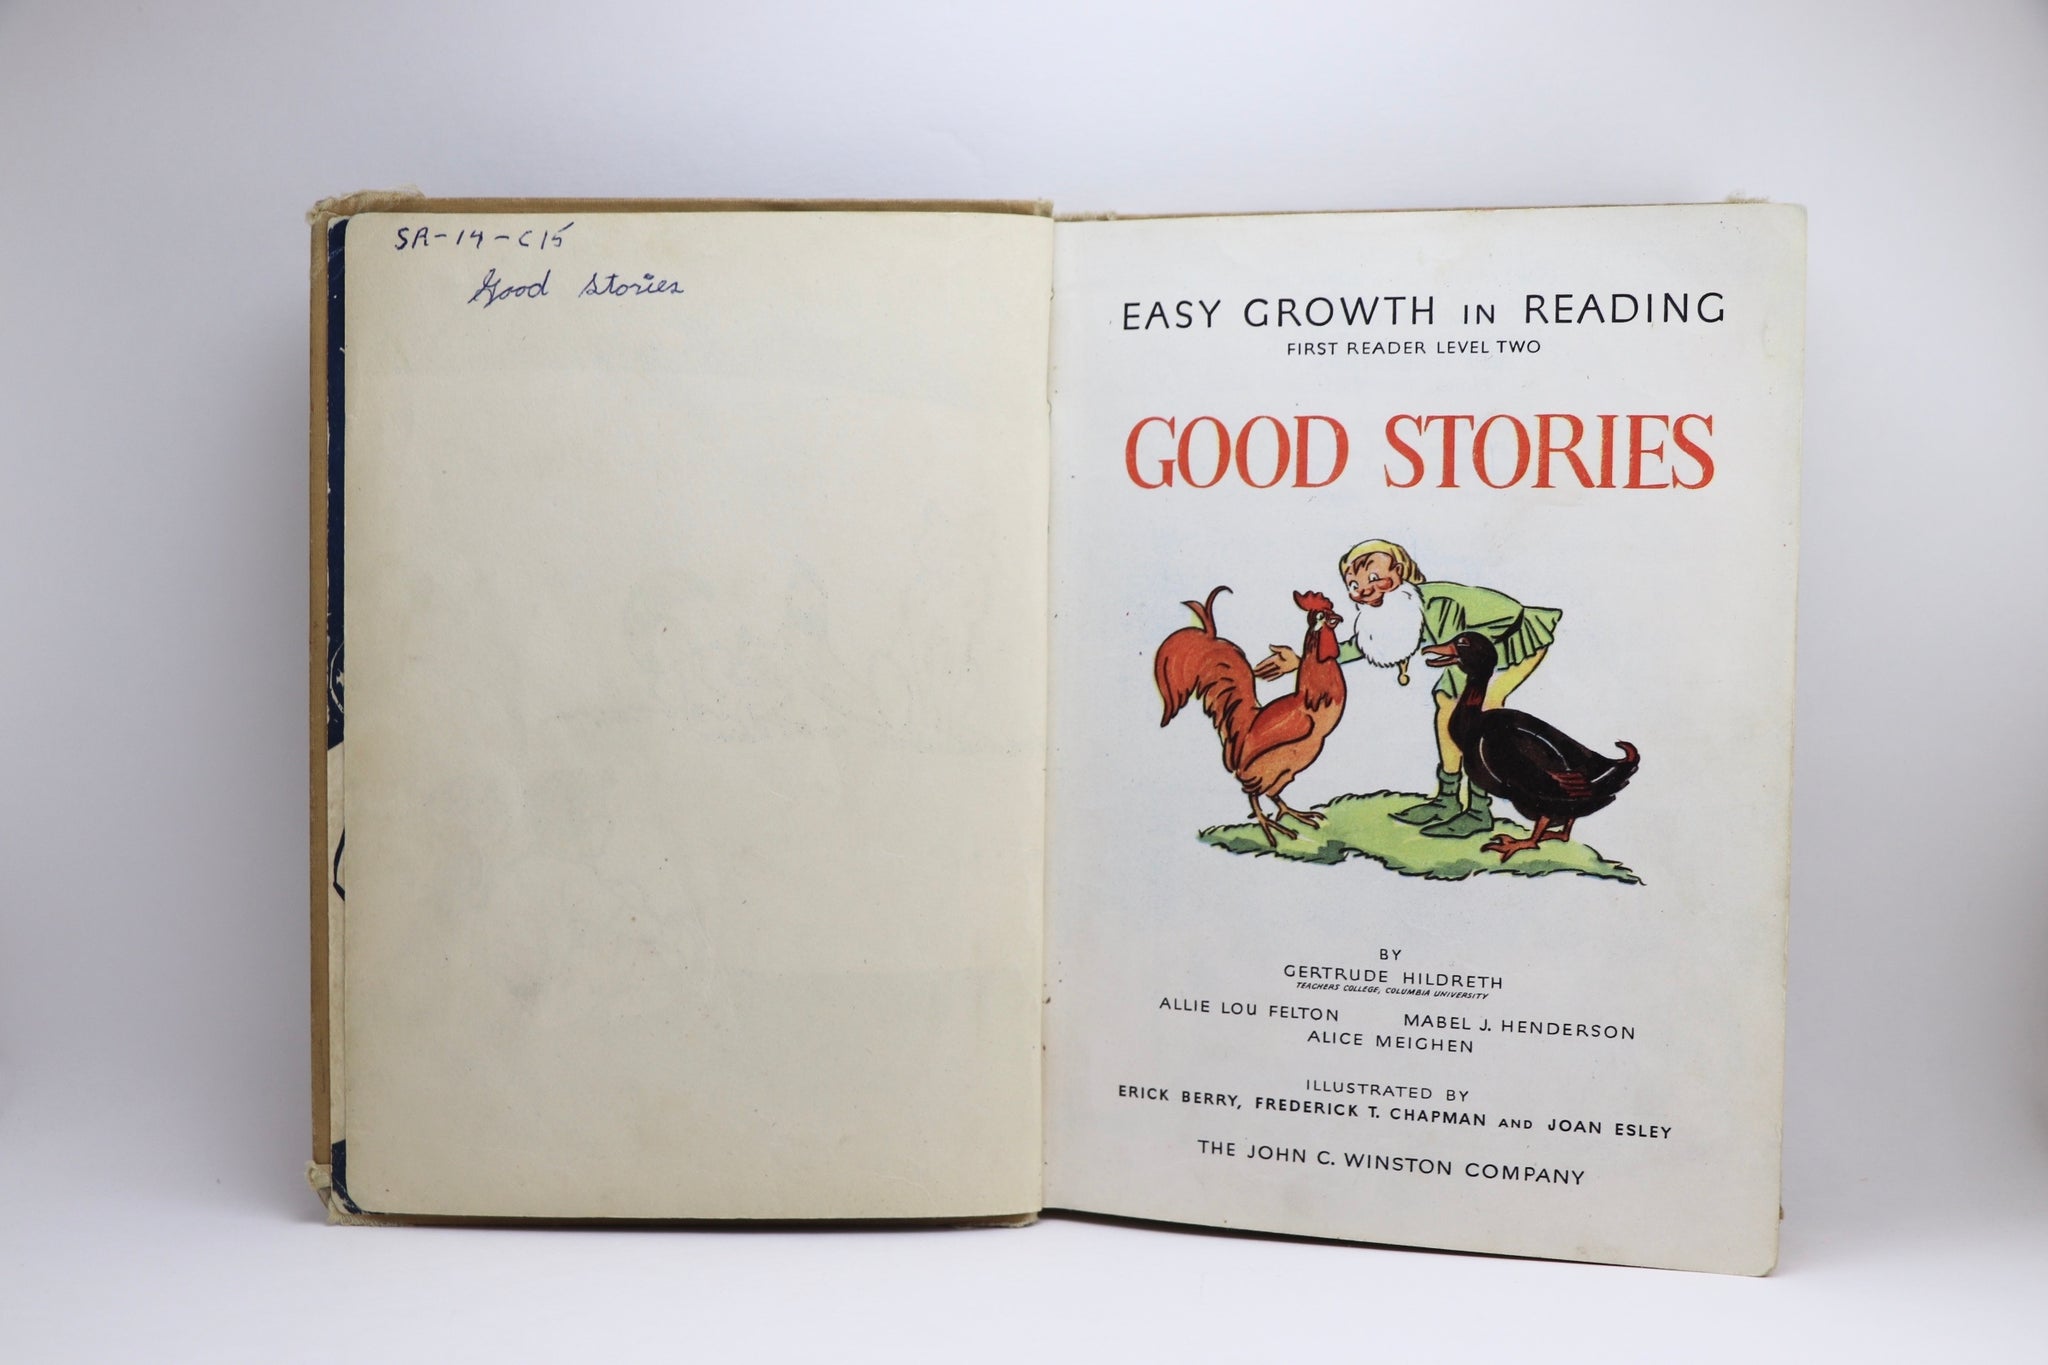 SR-14-C15
Good Stories
EASY GROWTH IN READING
FIRST READER LEVEL TWO
GOOD STORIES
BY
GERTRUDE HILDRETH
TEACHERS COLLEGE, COLUMBIA UNIVERSITY
ALLIE LOU FELTON MABEL J. HENDERSON
ALICE MEIGHEN
ILLUSTRATED BY
ERICK BERRY, FREDERICK T. CHAPMAN AND JOAN ESLEY
THE JOHN C. WINSTON COMPANY